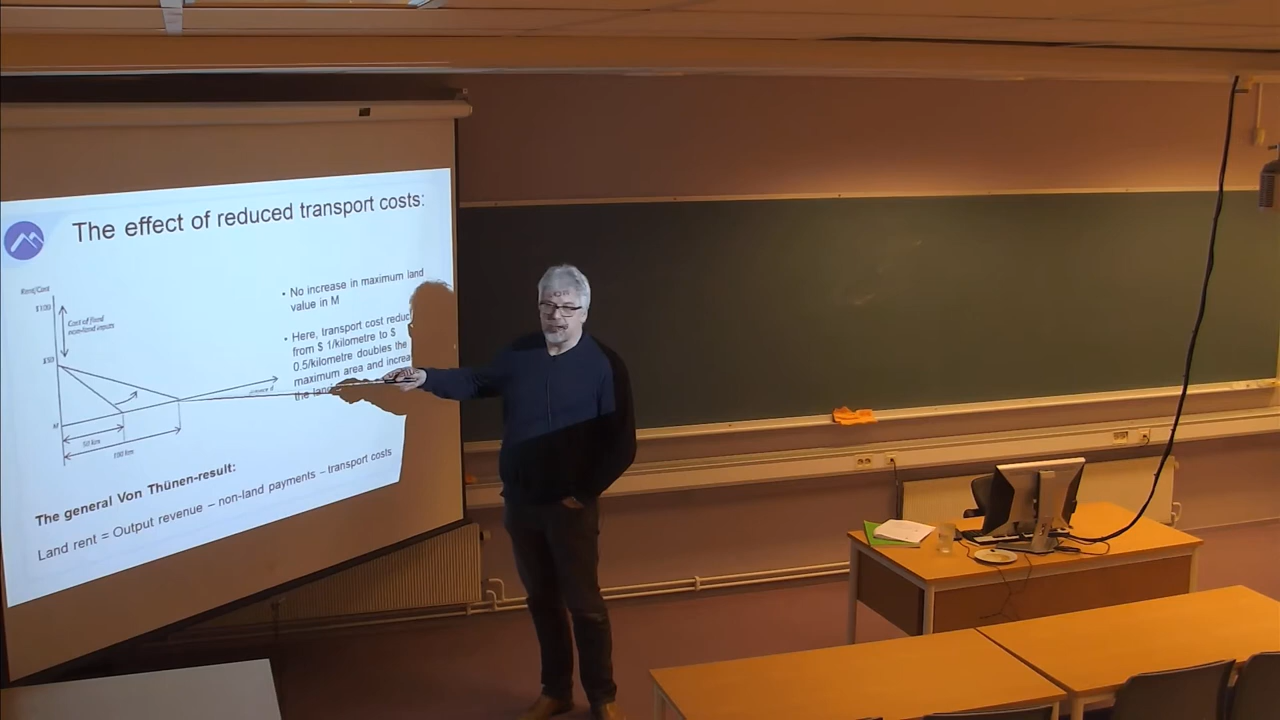 The effect of reduced transport costs:
Rent/Cost
$100
Cost of fixed
non-land inputs
$50
M
50 km
100 km
• No increase in maximum land
value in M
• Here, transport cost
from $ 1/kilometre to $
0.5/kilometre doubles the
maximum area and
the
The general Von Thünen-result:
Land rent = Output revenue – non-land payments – transport costs